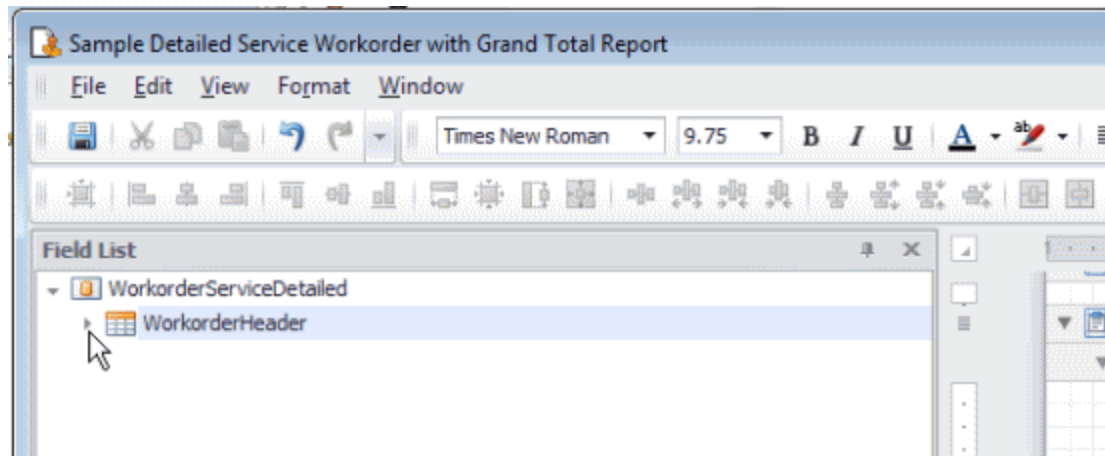 Sample Detailed Service Workorder with Grand Total Report
File Edit View Format Window
Times New Roman 9.75 B I U A ab
Field List
WorkorderServiceDetailed
WorkorderHeader